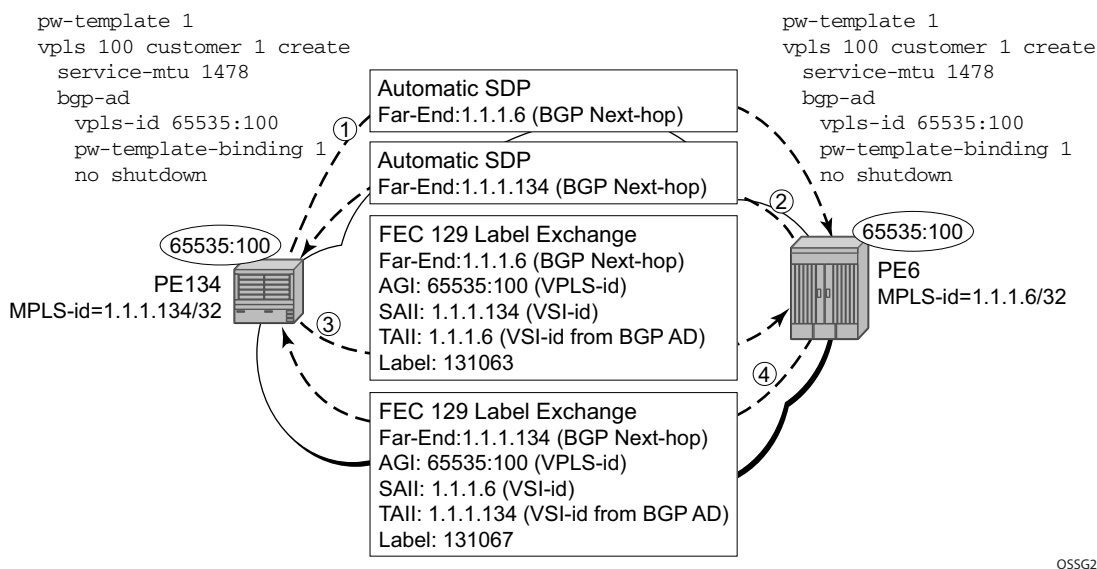 pw-template 1
vpls 100 customer 1 create
service-mtu 1478
bgp-ad
vpls-id 65535:100
pw-template-binding 1
no shutdown
pw-template 1
vpls 100 customer 1 create
service-mtu 1478
bgp-ad
vpls-id 65535:100
pw-template-binding 1
no shutdown
Automatic SDP
Far-End:1.1.1.6 (BGP Next-hop)
1
Automatic SDP
Far-End:1.1.1.134 (BGP Next-hop)
2
65535:100
PE134
MPLS-id=1.1.1.134/32
65535:100
PE6
MPLS-id=1.1.1.6/32
FEC 129 Label Exchange
Far-End:1.1.1.6 (BGP Next-hop)
AGI: 65535:100 (VPLS-id)
SAII: 1.1.1.134 (VSI-id)
TAII: 1.1.1.6 (VSI-id from BGP AD)
Label: 131063
3
4
FEC 129 Label Exchange
Far-End:1.1.1.134 (BGP Next-hop)
AGI: 65535:100 (VPLS-id)
SAII: 1.1.1.6 (VSI-id)
TAII: 1.1.1.134 (VSI-id from BGP AD)
Label: 131067
OSSG2